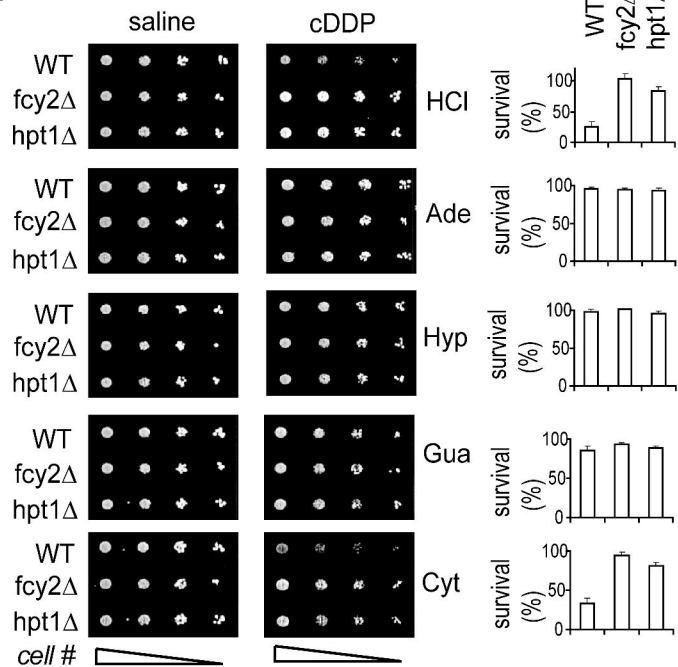 saline cDDP
WT
fcy2Δ
hpt1Δ
HCl
WT
fcy2Δ
hpt1Δ
survival
(%)
100
50
0
WT
fcy2Δ
hpt1Δ
Ade
survival
(%)
100
50
0
WT
fcy2Δ
hpt1Δ
Hyp
survival
(%)
100
50
0
WT
fcy2Δ
hpt1Δ
Gua
survival
(%)
100
50
0
WT
fcy2Δ
hpt1Δ
Cyt
survival
(%)
100
50
0
cell #